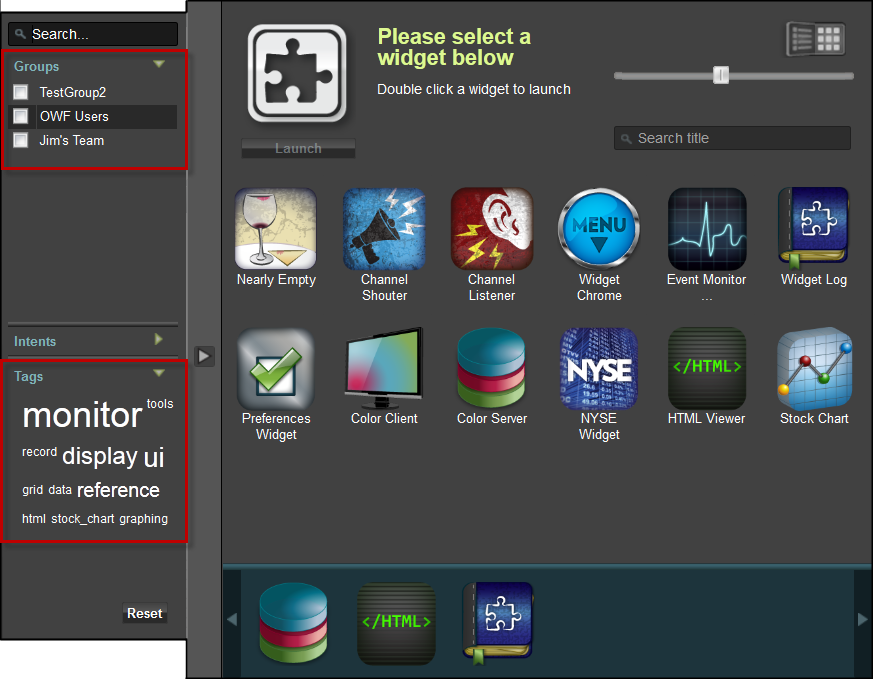 Search...
Groups
TestGroup2
OWF Users
Jim's Team
Intents
Tags
monitor tools
record display ui
grid data reference
html stock_chart graphing
Reset
Please select a
widget below
Double click a widget to launch
Launch
Search title
MENU
Nearly Empty
Channel
Shouter
Channel
Listener
Widget
Chrome
Event Monitor
...
Widget Log
NYSE
</HTML>
Preferences
Widget
Color Client
Color Server
NYSE
Widget
HTML Viewer
Stock Chart
</HTML>